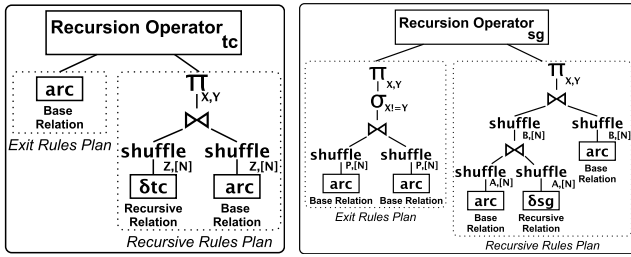 Recursion Operator
tc
arc
Base
Relation
Exit Rules Plan
Π X,Y
⋈
shuffle Z,[N]
shuffle Z,[N]
δtc
arc
Recursive
Relation
Base
Relation
Recursive Rules Plan
Recursion Operator
sg
Π X,Y
σ X!=Y
⋈
shuffle P,[N]
shuffle P,[N]
arc
arc
Base Relation
Base Relation
Exit Rules Plan
Π X,Y
⋈
shuffle B,[N]
shuffle B,[N]
⋈
arc
Base
Relation
shuffle A,[N]
shuffle A,[N]
arc
δsg
Base
Relation
Recursive
Relation
Recursive Rules Plan